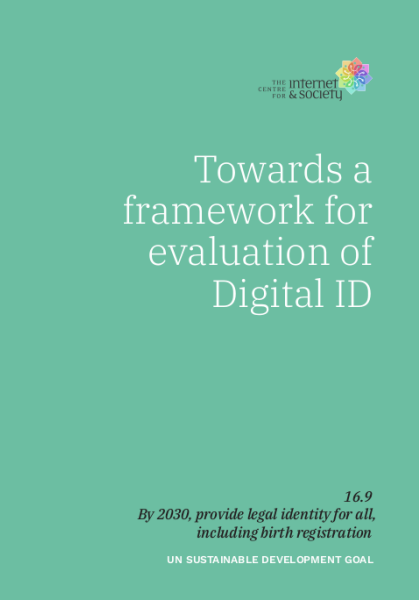 THE CENTRE FOR internet & society
Towards a
framework for
evaluation of
Digital ID
16.9
By 2030, provide legal identity for all,
including birth registration
UN SUSTAINABLE DEVELOPMENT GOAL